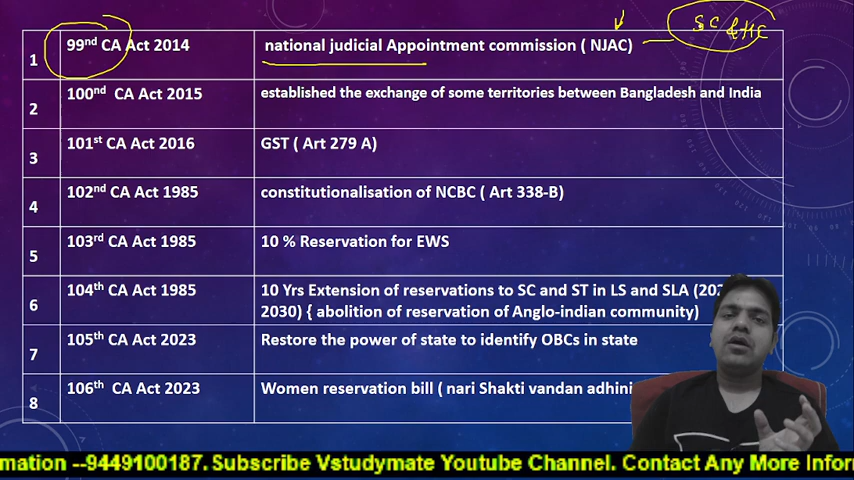 SC & HC
1 99nd CA Act 2014 national judicial Appointment commission ( NJAC)
2 100nd CA Act 2015 established the exchange of some territories between Bangladesh and India
3 101st CA Act 2016 GST ( Art 279 A)
4 102nd CA Act 1985 constitutionalisation of NCBC ( Art 338-B)
5 103rd CA Act 1985 10 % Reservation for EWS
6 104th CA Act 1985 10 Yrs Extension of reservations to SC and ST in LS and SLA
2030) { abolition of reservation of Anglo-indian community)
7 105th CA Act 2023 Restore the power of state to identify OBCs in state
8 106th CA Act 2023 Women reservation bill ( nari Shakti vandan
mation --9449100187. Subscribe Vstudymate Youtube Channel. Contact Any More Infor